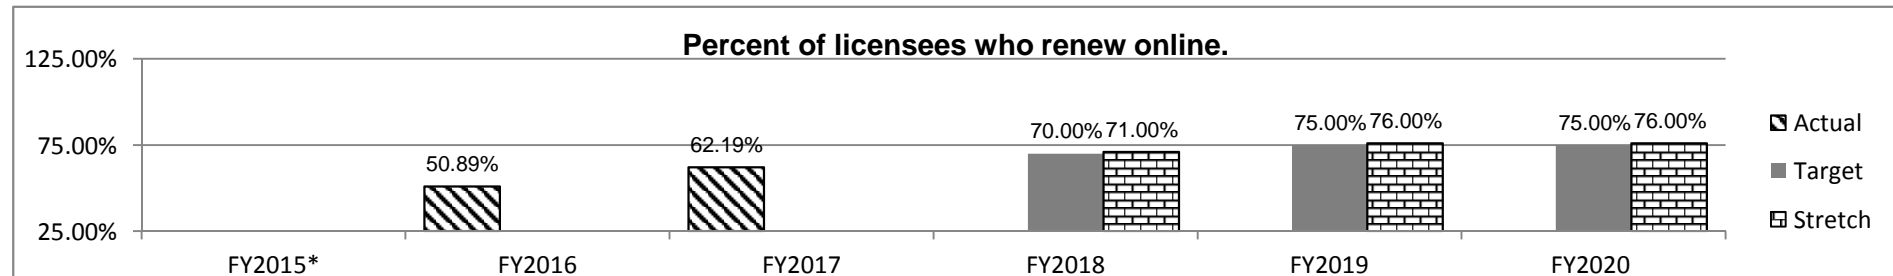 Percent of licensees who renew online.
125.00%
75.00%
25.00%
50.89%
62.19%
70.00% 71.00%
75.00% 76.00%
75.00% 76.00%
FY2015* FY2016 FY2017 FY2018 FY2019 FY2020
Actual
Target
Stretch